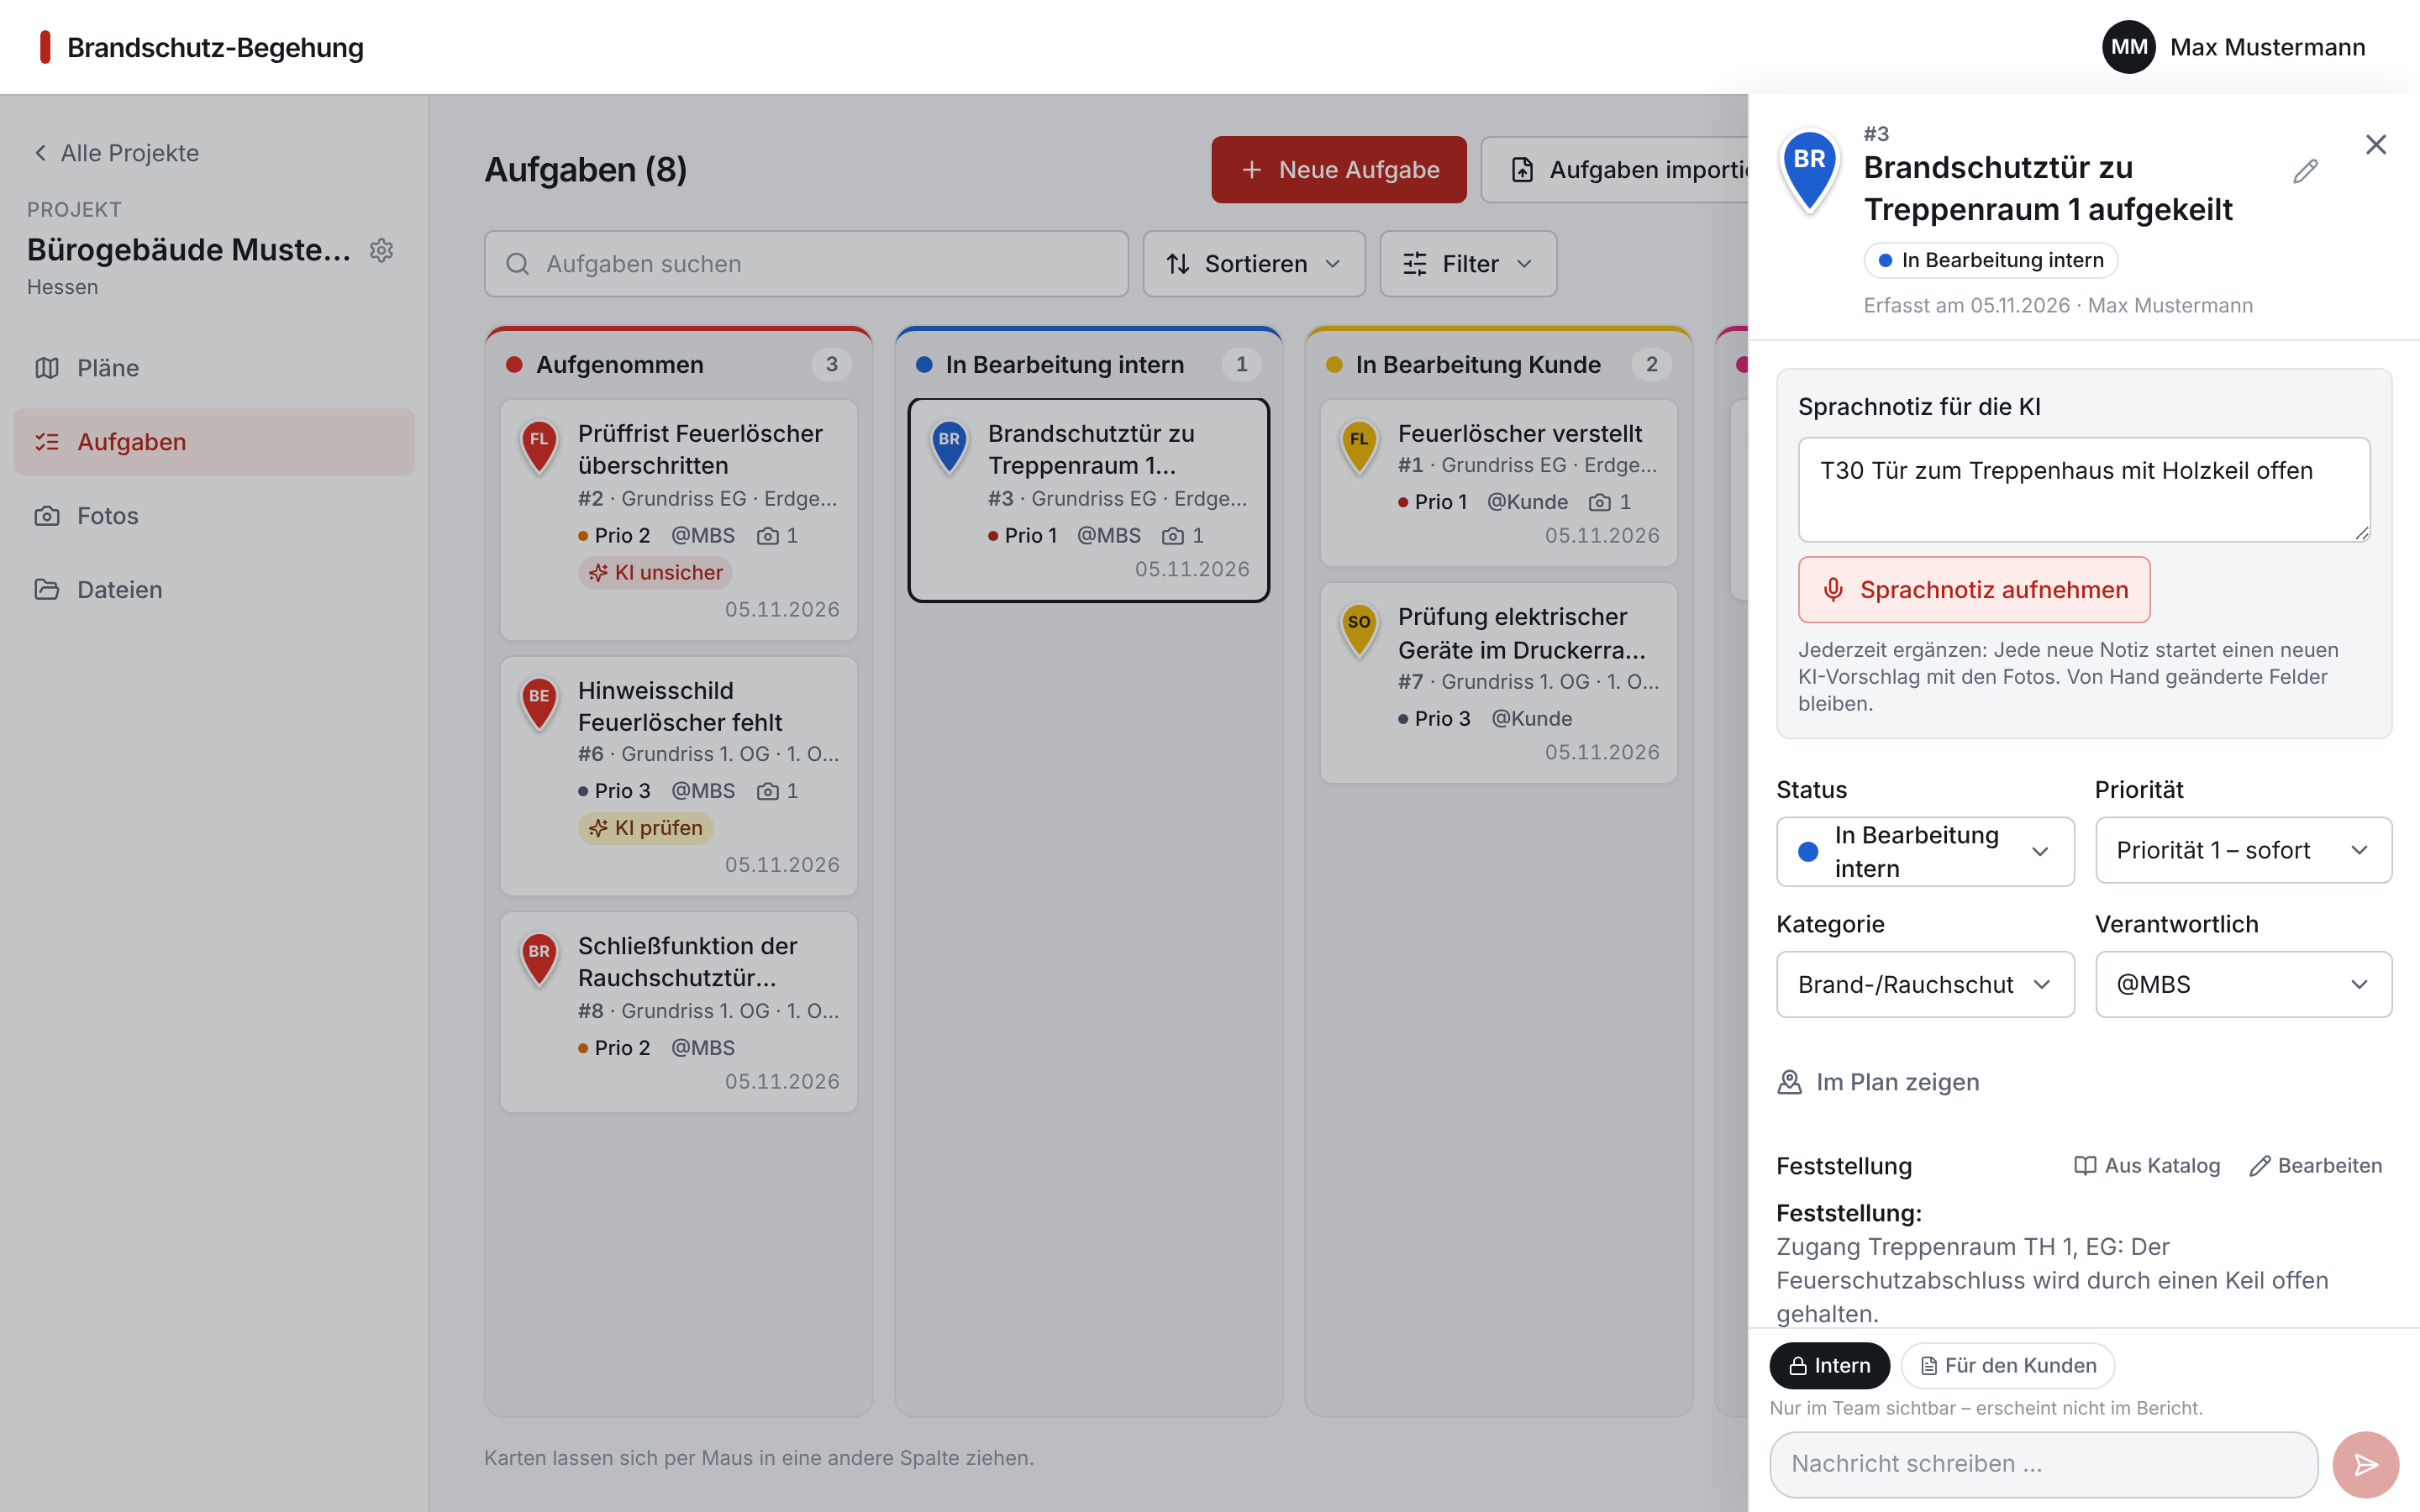 Brandschutz-Begehung
MM Max Mustermann
Alle Projekte
PROJEKT
Bürogebäude Muste...
Hessen
Pläne
Aufgaben
Fotos
Dateien
Aufgaben (8)
Neue Aufgabe
Aufgaben importi
Aufgaben suchen
Sortieren
Filter
Aufgenommen 3
FL
Prüffrist Feuerlöscher
überschritten
#2 · Grundriss EG · Erdge...
Prio 2 @MBS 1
KI unsicher
05.11.2026
BE
Hinweisschild
Feuerlöscher fehlt
#6 · Grundriss 1. OG · 1. O...
Prio 3 @MBS 1
KI prüfen
05.11.2026
BR
Schließfunktion der
Rauchschutztür...
#8 · Grundriss 1. OG · 1. O...
Prio 2 @MBS
05.11.2026
In Bearbeitung intern 1
BR
Brandschutztür zu
Treppenraum 1...
#3 · Grundriss EG · Erdge...
Prio 1 @MBS 1
05.11.2026
In Bearbeitung Kunde 2
FL
Feuerlöscher verstellt
#1 · Grundriss EG · Erdge...
Prio 1 @Kunde 1
05.11.2026
SO
Prüfung elektrischer
Geräte im Druckerra...
#7 · Grundriss 1. OG · 1. O...
Prio 3 @Kunde
05.11.2026
Karten lassen sich per Maus in eine andere Spalte ziehen.
BR
#3
Brandschutztür zu
Treppenraum 1 aufgekeilt
In Bearbeitung intern
Erfasst am 05.11.2026 · Max Mustermann
Sprachnotiz für die KI
T30 Tür zum Treppenhaus mit Holzkeil offen
Sprachnotiz aufnehmen
Jederzeit ergänzen: Jede neue Notiz startet einen neuen
KI-Vorschlag mit den Fotos. Von Hand geänderte Felder
bleiben.
Status
In Bearbeitung
intern
Priorität
Priorität 1 – sofort
Kategorie
Brand-/Rauchschut
Verantwortlich
@MBS
Im Plan zeigen
Feststellung
Aus Katalog
Bearbeiten
Feststellung:
Zugang Treppenraum TH 1, EG: Der
Feuerschutzabschluss wird durch einen Keil offen
gehalten.
Intern
Für den Kunden
Nur im Team sichtbar – erscheint nicht im Bericht.
Nachricht schreiben ...